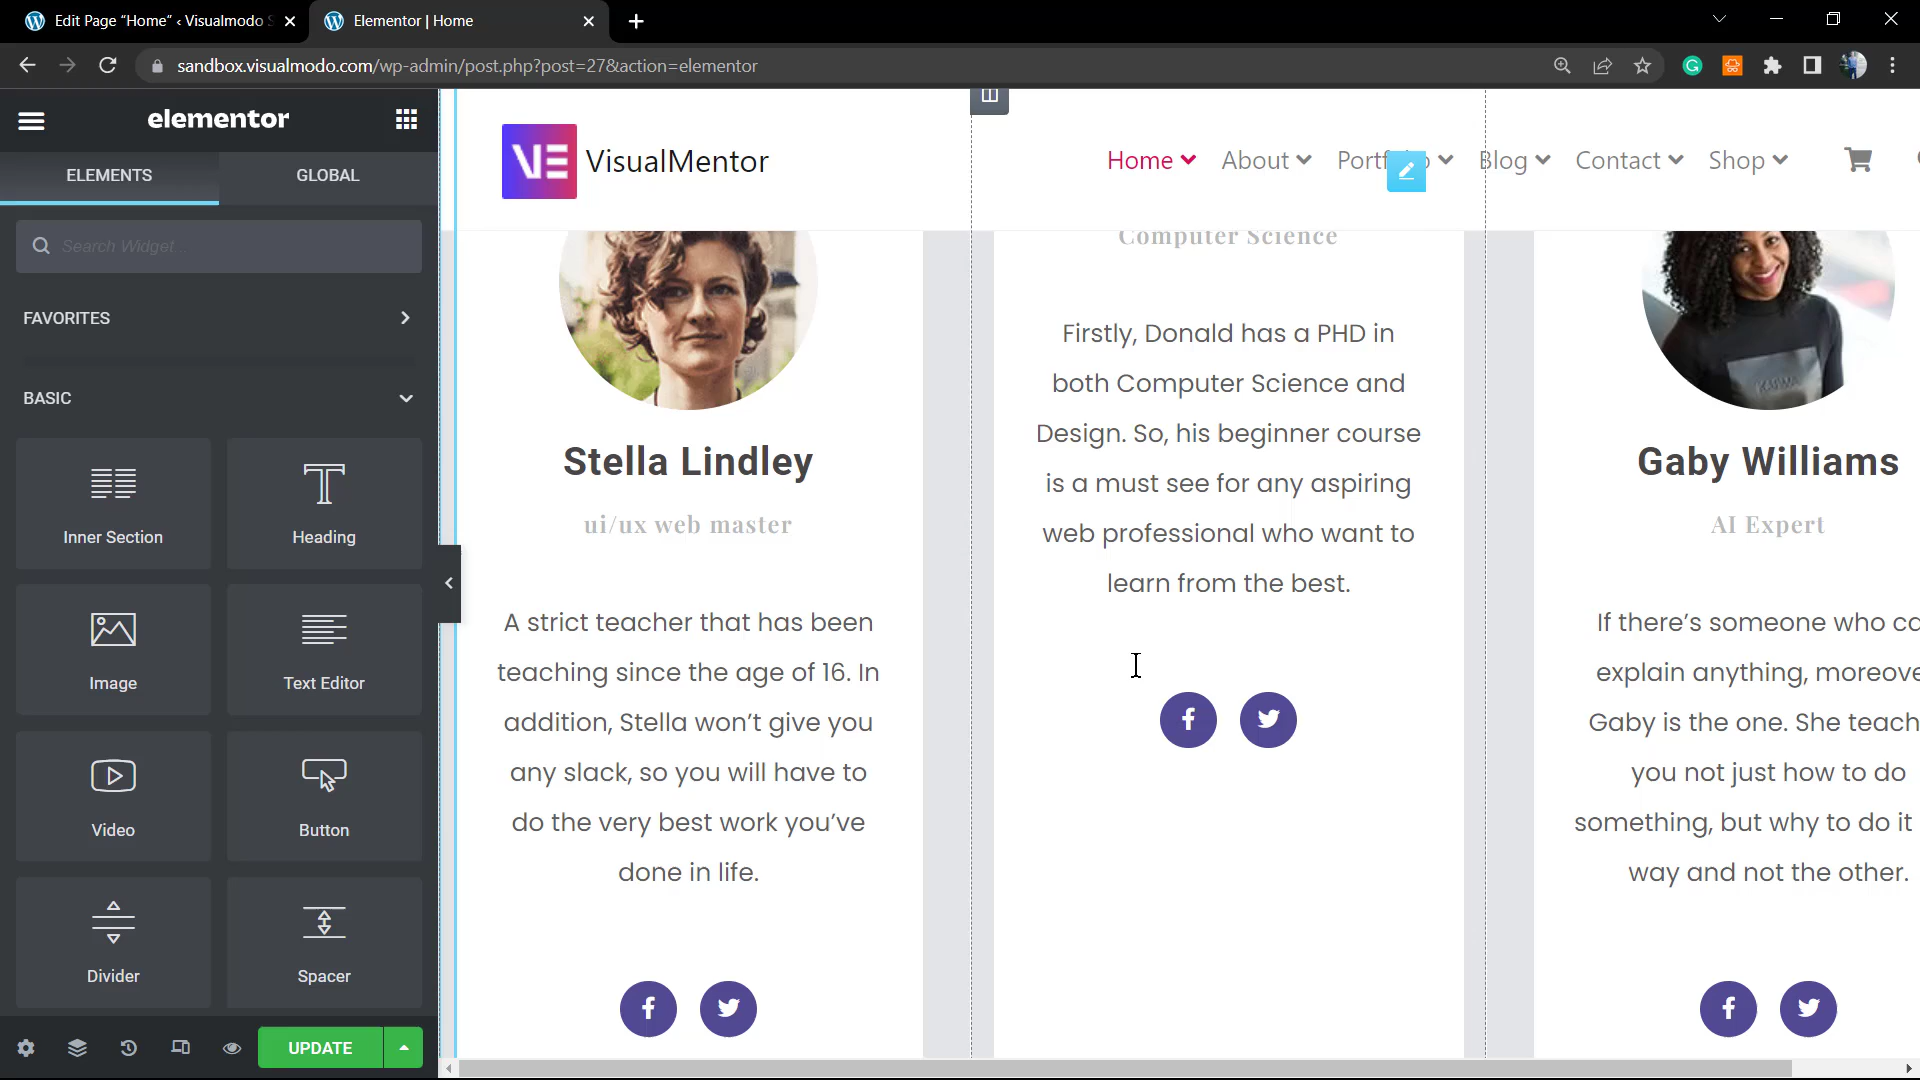 Edit Page "Home" ‹ Visualmodo
Elementor | Home
sandbox.visualmodo.com/wp-admin/post.php?post=27&action=elementor
elementor
ELEMENTS
GLOBAL
Search Widget...
FAVORITES
BASIC
Inner Section
Heading
Image
Text Editor
Video
Button
Divider
Spacer
UPDATE
VE VisualMentor
Home
About
Blog
Contact
Shop
Stella Lindley
ui/ux web master
A strict teacher that has been
teaching since the age of 16. In
addition, Stella won't give you
any slack, so you will have to
do the very best work you've
done in life.
Computer Science
Firstly, Donald has a PHD in
both Computer Science and
Design. So, his beginner course
is a must see for any aspiring
web professional who want to
learn from the best.
KARMA
Gaby Williams
AI Expert
If there's someone who
explain anything,
Gaby is the one. She
you not just how to do
something, but why to do it
way and not the other.